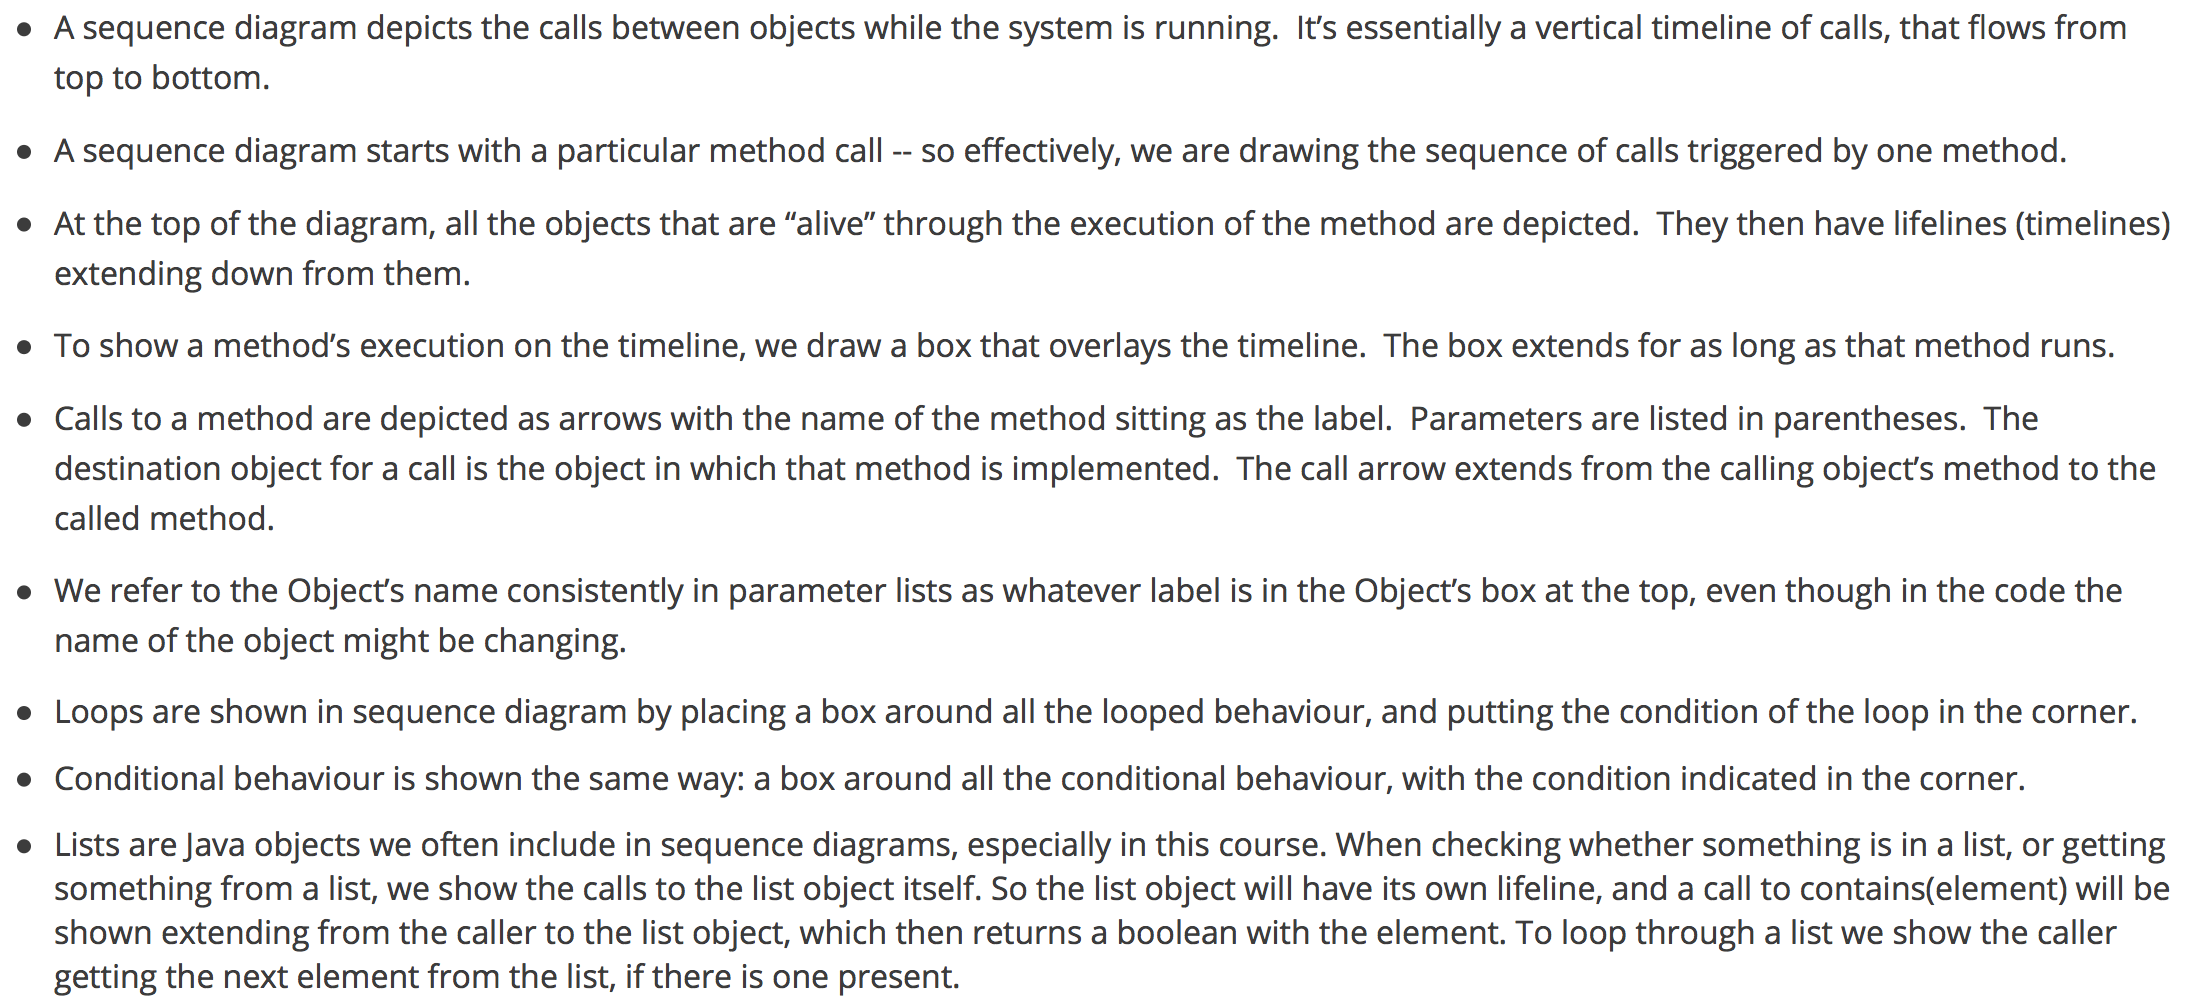 • A sequence diagram depicts the calls between objects while the system is running.  It’s essentially a vertical timeline of calls, that flows from
top to bottom.
• A sequence diagram starts with a particular method call -- so effectively, we are drawing the sequence of calls triggered by one method.
• At the top of the diagram, all the objects that are “alive” through the execution of the method are depicted.  They then have lifelines (timelines)
extending down from them.
• To show a method’s execution on the timeline, we draw a box that overlays the timeline.  The box extends for as long as that method runs.
• Calls to a method are depicted as arrows with the name of the method sitting as the label.  Parameters are listed in parentheses.  The
destination object for a call is the object in which that method is implemented.  The call arrow extends from the calling object’s method to the
called method.
• We refer to the Object’s name consistently in parameter lists as whatever label is in the Object’s box at the top, even though in the code the
name of the object might be changing.
• Loops are shown in sequence diagram by placing a box around all the looped behaviour, and putting the condition of the loop in the corner.
• Conditional behaviour is shown the same way: a box around all the conditional behaviour, with the condition indicated in the corner.
• Lists are Java objects we often include in sequence diagrams, especially in this course. When checking whether something is in a list, or getting
something from a list, we show the calls to the list object itself. So the list object will have its own lifeline, and a call to contains(element) will be
shown extending from the caller to the list object, which then returns a boolean with the element. To loop through a list we show the caller
getting the next element from the list, if there is one present.